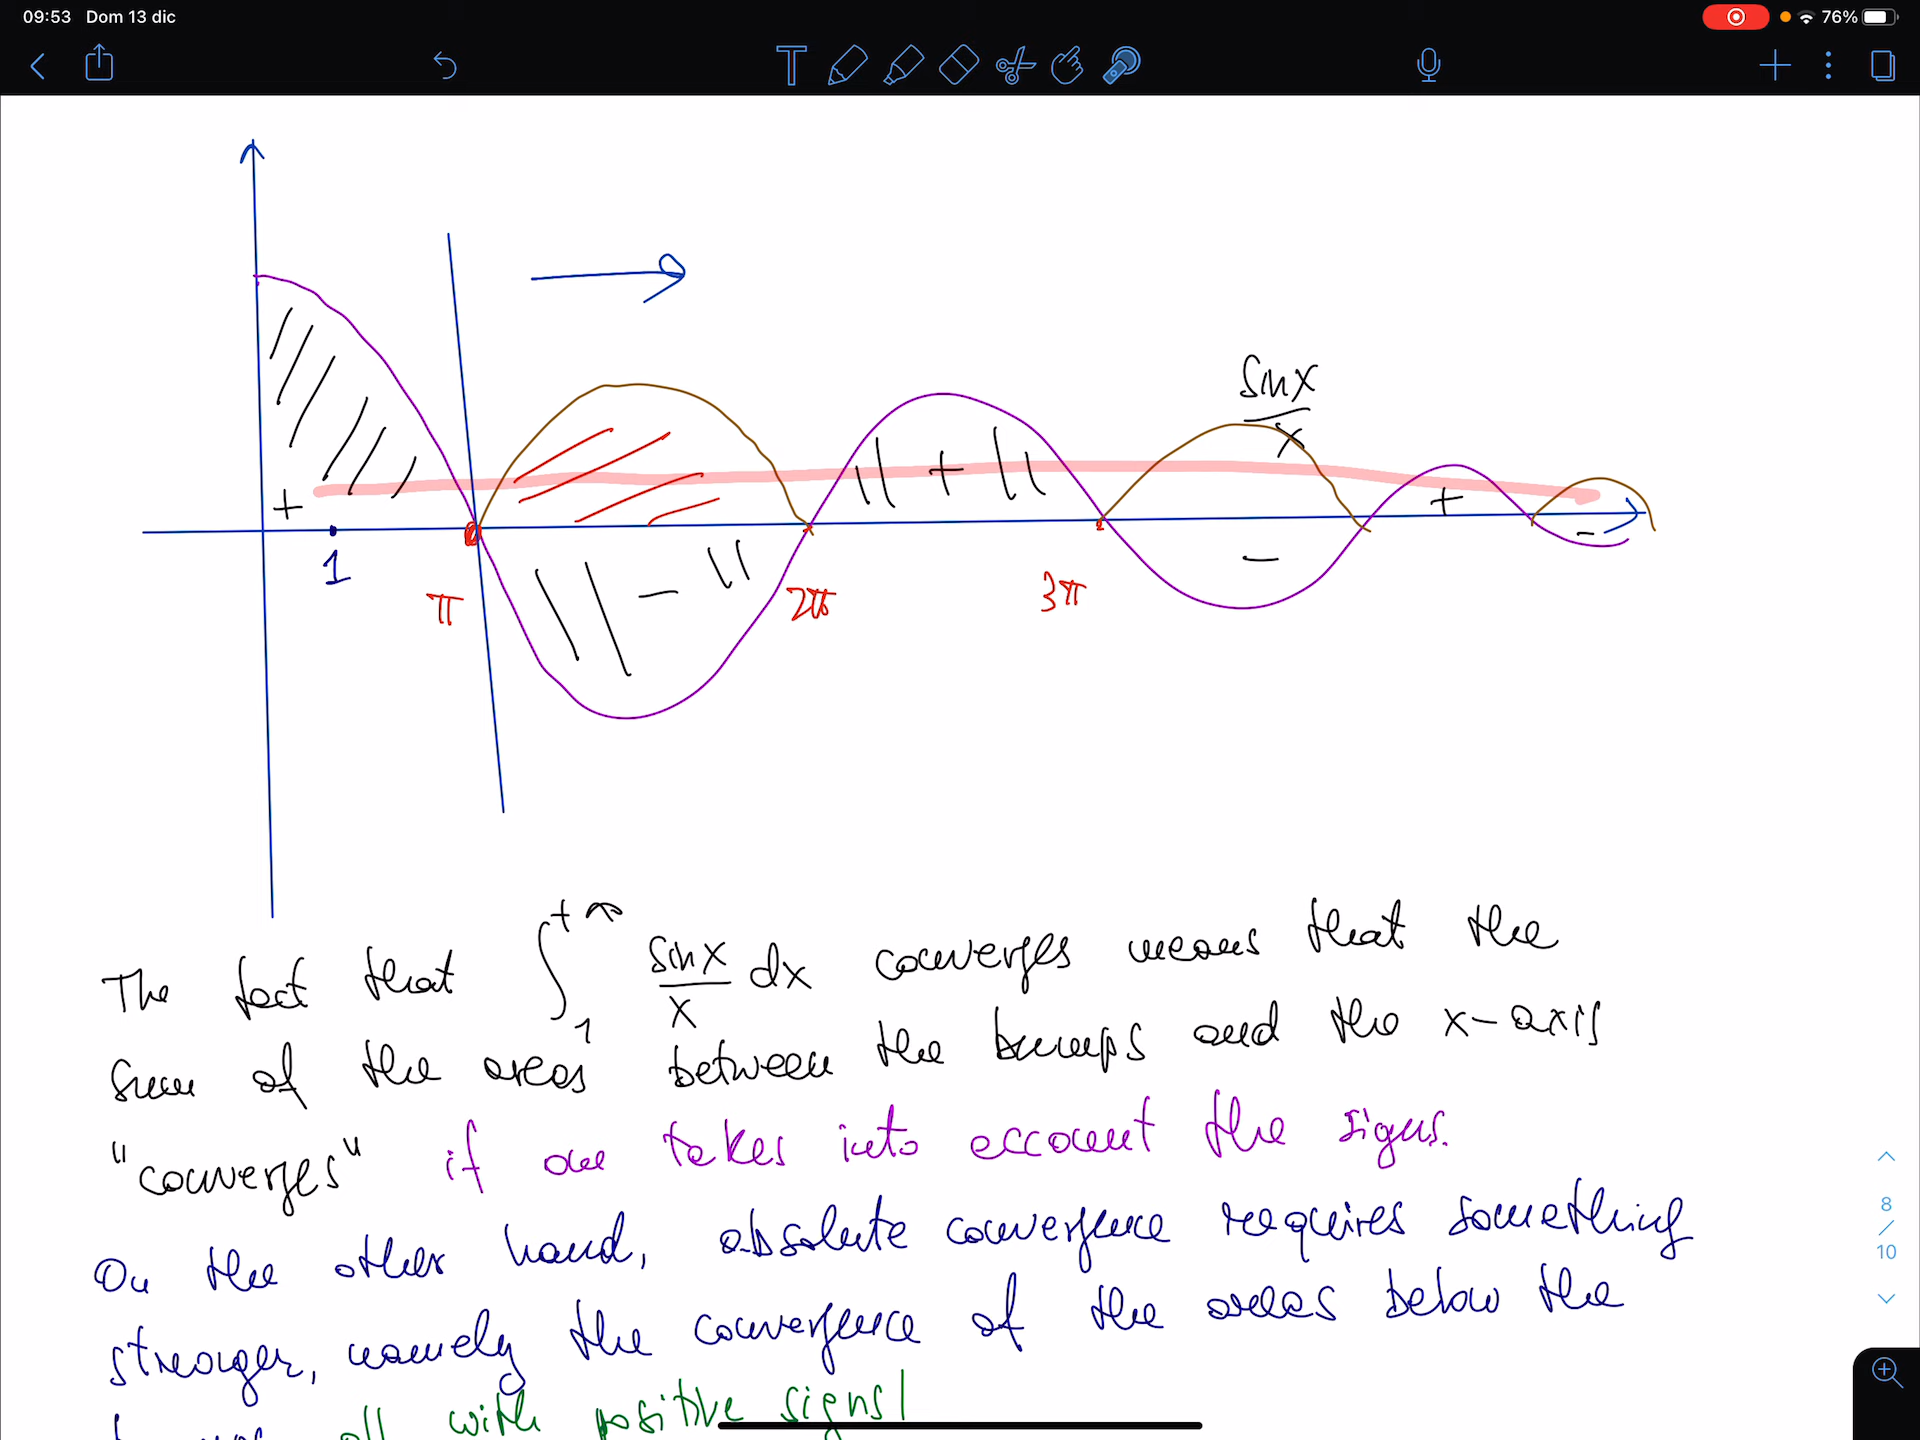 09:53 Dom 13 dic 76%
sin x / x
+ + - +
1
π - 2π 3π - -
The fact that ∫₁^{+∞} sin x / x dx converges means that the
sum of the areas between the bumps and the x-axis
"converges" if one takes into account the signs.
On the other hand, absolute convergence requires something
8 / 10
stronger, namely the convergence of the areas below the
all with positive signs!